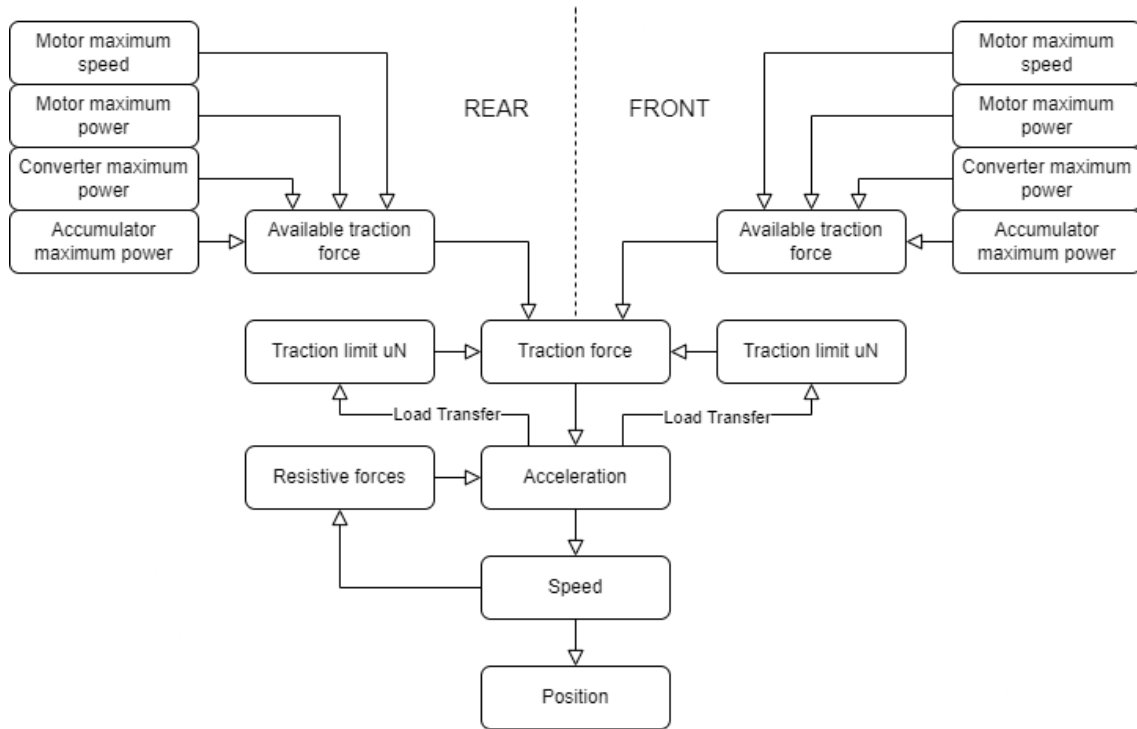 Motor maximum
speed
Motor maximum
power
Converter maximum
power
Accumulator
maximum power
Available traction
force
REAR
FRONT
Motor maximum
speed
Motor maximum
power
Converter maximum
power
Accumulator
maximum power
Available traction
force
Traction limit uN
Traction force
Traction limit uN
Load Transfer
Load Transfer
Resistive forces
Acceleration
Speed
Position